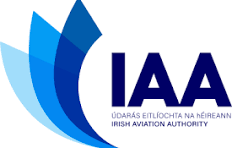 IAA
ÚDARÁS EITLÍOCHTA NA hÉIREANN
IRISH AVIATION AUTHORITY